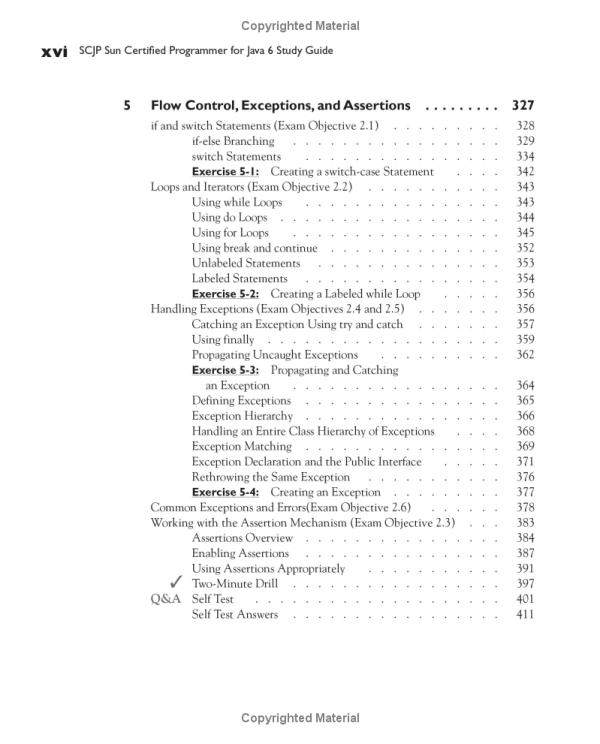 Copyrighted Material
xvi SCJP Sun Certified Programmer for Java 6 Study Guide
5 Flow Control, Exceptions, and Assertions . . . . . . . . . 327
if and switch Statements (Exam Objective 2.1) . . . . . . . . . 328
if-else Branching . . . . . . . . . . . . . . . . . 329
switch Statements . . . . . . . . . . . . . . . . 334
Exercise 5-1: Creating a switch-case Statement . . . . 342
Loops and Iterators (Exam Objective 2.2) . . . . . . . . . . . 343
Using while Loops . . . . . . . . . . . . . . . . 343
Using do Loops . . . . . . . . . . . . . . . . . . 344
Using for Loops . . . . . . . . . . . . . . . . . 345
Using break and continue . . . . . . . . . . . . . . 352
Unlabeled Statements . . . . . . . . . . . . . . . 353
Labeled Statements . . . . . . . . . . . . . . . . 354
Exercise 5-2: Creating a Labeled while Loop . . . . . 356
Handling Exceptions (Exam Objectives 2.4 and 2.5) . . . . . . . 356
Catching an Exception Using try and catch . . . . . . . 357
Using finally . . . . . . . . . . . . . . . . . . . 359
Propagating Uncaught Exceptions . . . . . . . . . . 362
Exercise 5-3: Propagating and Catching
an Exception . . . . . . . . . . . . . . . . . 364
Defining Exceptions . . . . . . . . . . . . . . . . 365
Exception Hierarchy . . . . . . . . . . . . . . . . 366
Handling an Entire Class Hierarchy of Exceptions . . . . 368
Exception Matching . . . . . . . . . . . . . . . . 369
Exception Declaration and the Public Interface . . . . . 371
Rethrowing the Same Exception . . . . . . . . . . . 376
Exercise 5-4: Creating an Exception . . . . . . . . . 377
Common Exceptions and Errors(Exam Objective 2.6) . . . . . . 378
Working with the Assertion Mechanism (Exam Objective 2.3) . . . 383
Assertions Overview . . . . . . . . . . . . . . . . 384
Enabling Assertions . . . . . . . . . . . . . . . . 387
Using Assertions Appropriately . . . . . . . . . . . 391
✓ Two-Minute Drill . . . . . . . . . . . . . . . . . 397
Q&A Self Test . . . . . . . . . . . . . . . . . . . . 401
Self Test Answers . . . . . . . . . . . . . . . . . 411
Copyrighted Material